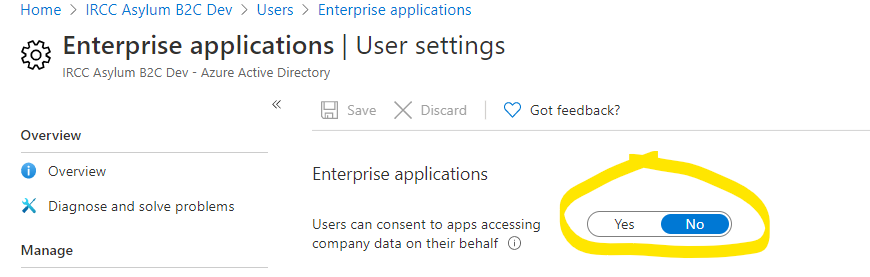 Home > IRCC Asylum B2C Dev > Users > Enterprise applications
Enterprise applications | User settings
IRCC Asylum B2C Dev - Azure Active Directory
«
Save Discard Got feedback?
Overview
Overview
Diagnose and solve problems
Manage
Enterprise applications
Users can consent to apps accessing
company data on their behalf
Yes No